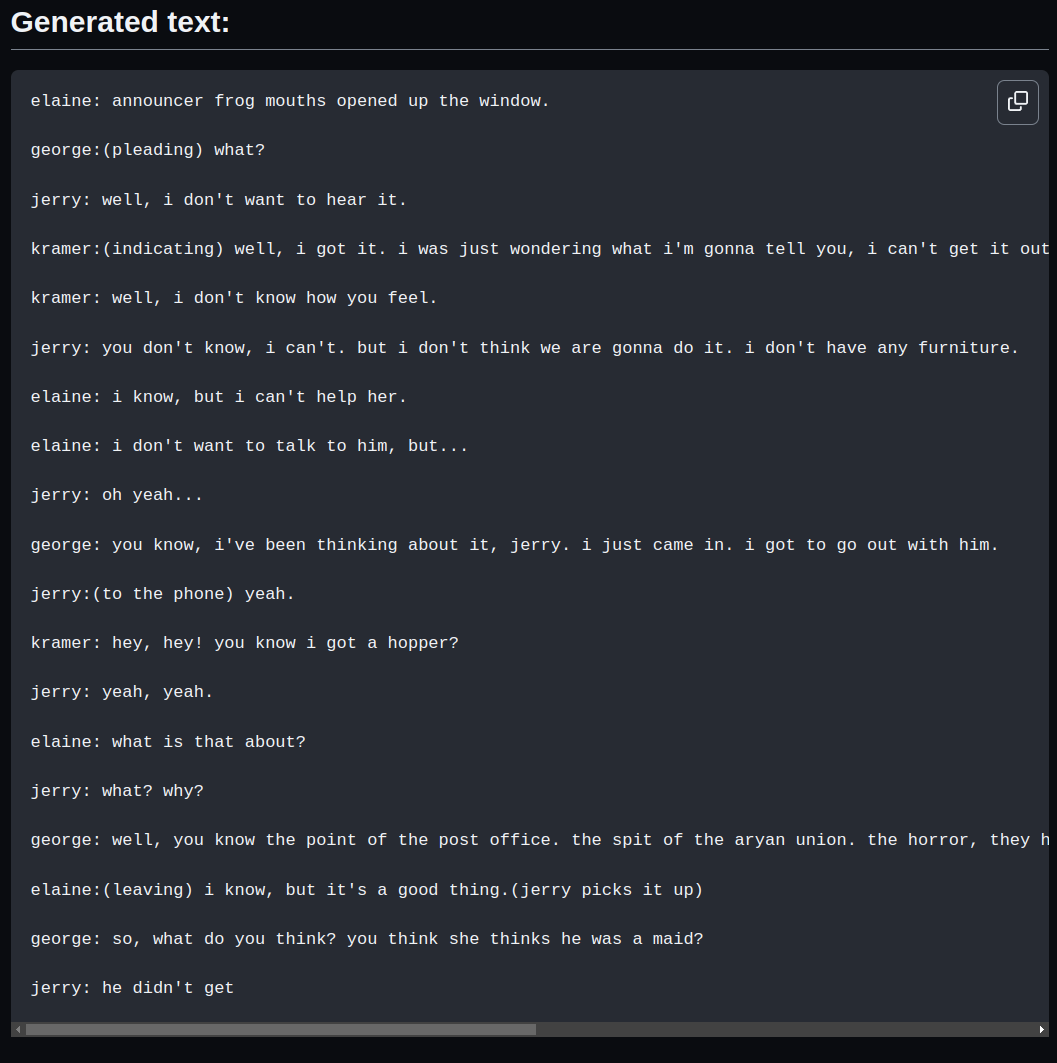 Generated text:
elaine: announcer frog mouths opened up the window.
george:(pleading) what?
jerry: well, i don't want to hear it.
kramer:(indicating) well, i got it. i was just wondering what i'm gonna tell you, i can't get it out
kramer: well, i don't know how you feel.
jerry: you don't know, i can't. but i don't think we are gonna do it. i don't have any furniture.
elaine: i know, but i can't help her.
elaine: i don't want to talk to him, but...
jerry: oh yeah...
george: you know, i've been thinking about it, jerry. i just came in. i got to go out with him.
jerry:(to the phone) yeah.
kramer: hey, hey! you know i got a hopper?
jerry: yeah, yeah.
elaine: what is that about?
jerry: what? why?
george: well, you know the point of the post office. the spit of the aryan union. the horror, they h
elaine:(leaving) i know, but it's a good thing.(jerry picks it up)
george: so, what do you think? you think she thinks he was a maid?
jerry: he didn't get